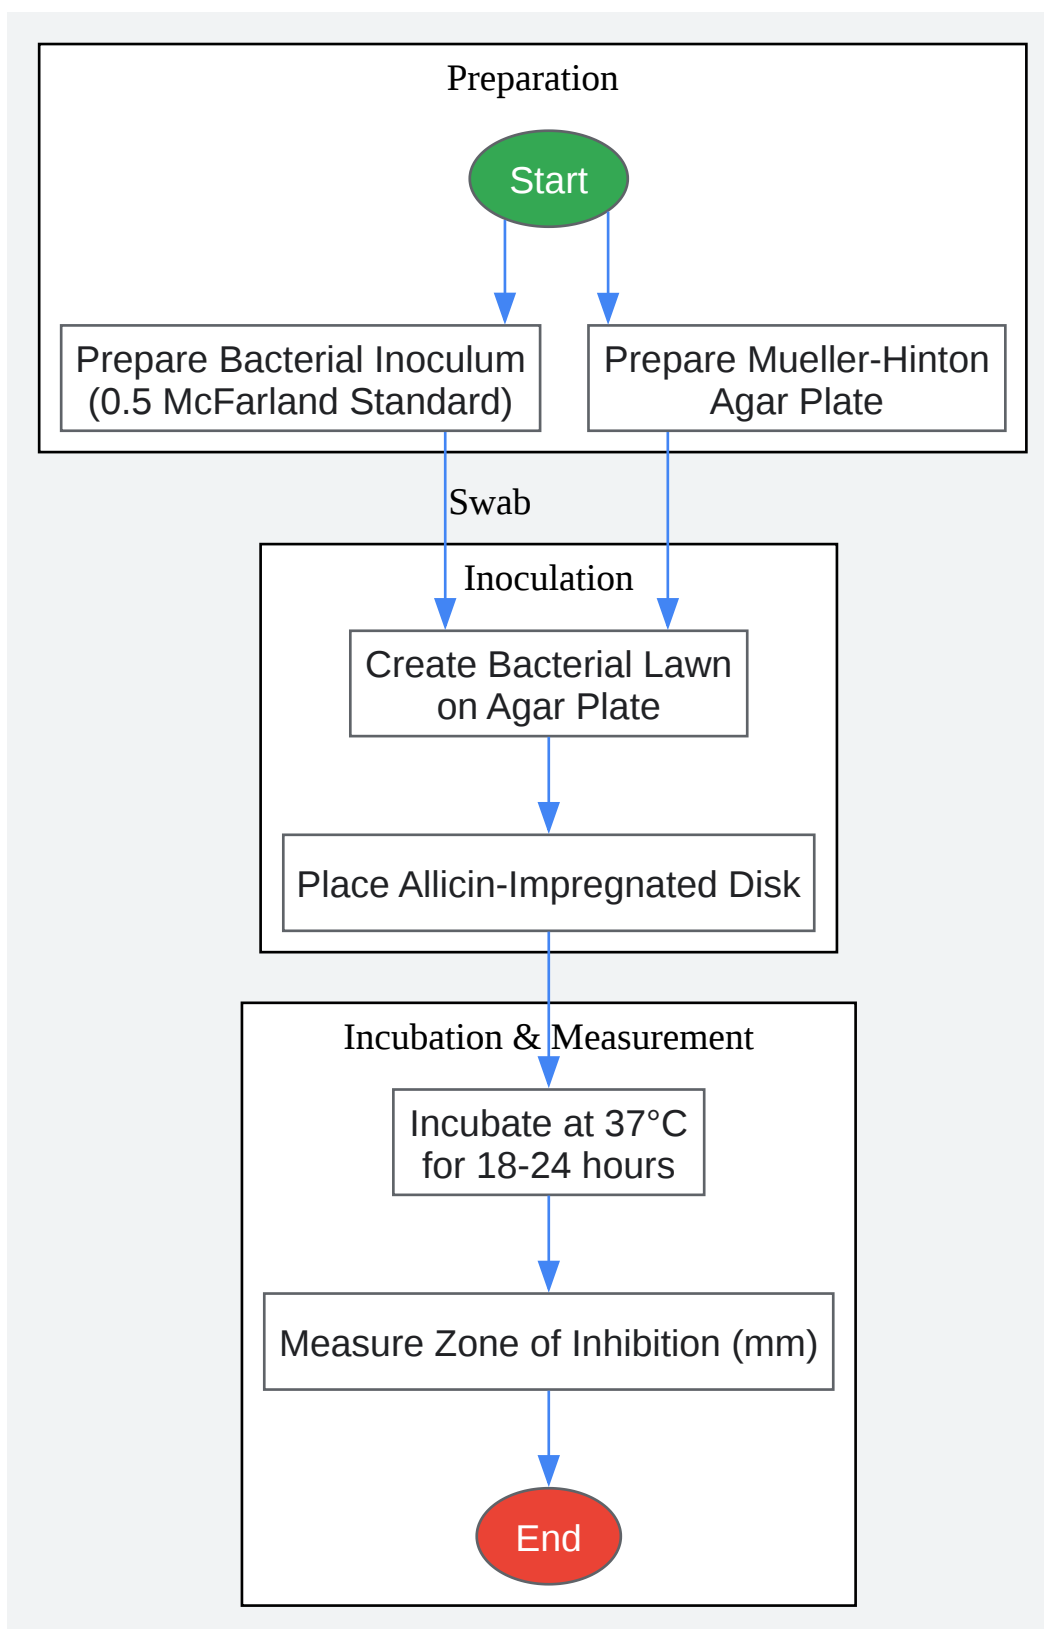 Preparation
Start
Prepare Bacterial Inoculum
(0.5 McFarland Standard)
Prepare Mueller-Hinton
Agar Plate
Swab
Inoculation
Create Bacterial Lawn
on Agar Plate
Place Allicin-Impregnated Disk
Incubation & Measurement
Incubate at 37°C
for 18-24 hours
Measure Zone of Inhibition (mm)
End